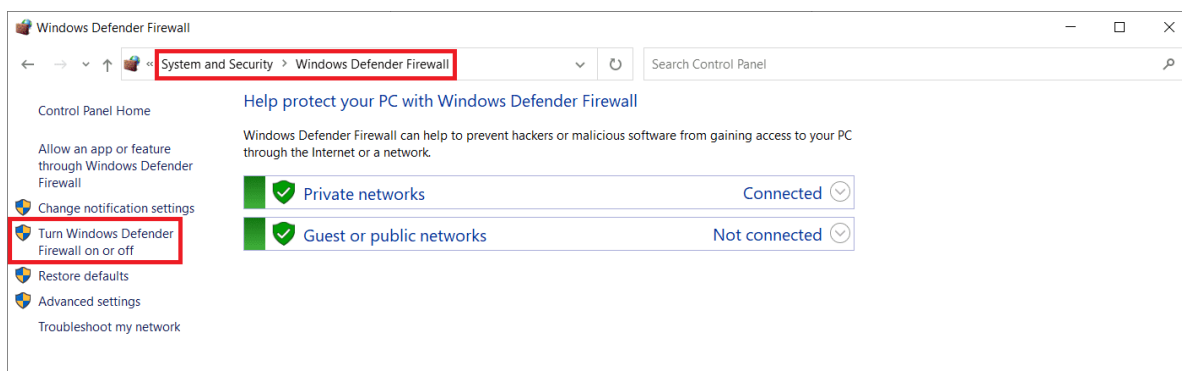 Windows Defender Firewall
« System and Security > Windows Defender Firewall
Search Control Panel
Control Panel Home
Allow an app or feature
through Windows Defender
Firewall
Change notification settings
Turn Windows Defender
Firewall on or off
Restore defaults
Advanced settings
Troubleshoot my network
Help protect your PC with Windows Defender Firewall
Windows Defender Firewall can help to prevent hackers or malicious software from gaining access to your PC
through the Internet or a network.
Private networks Connected
Guest or public networks Not connected